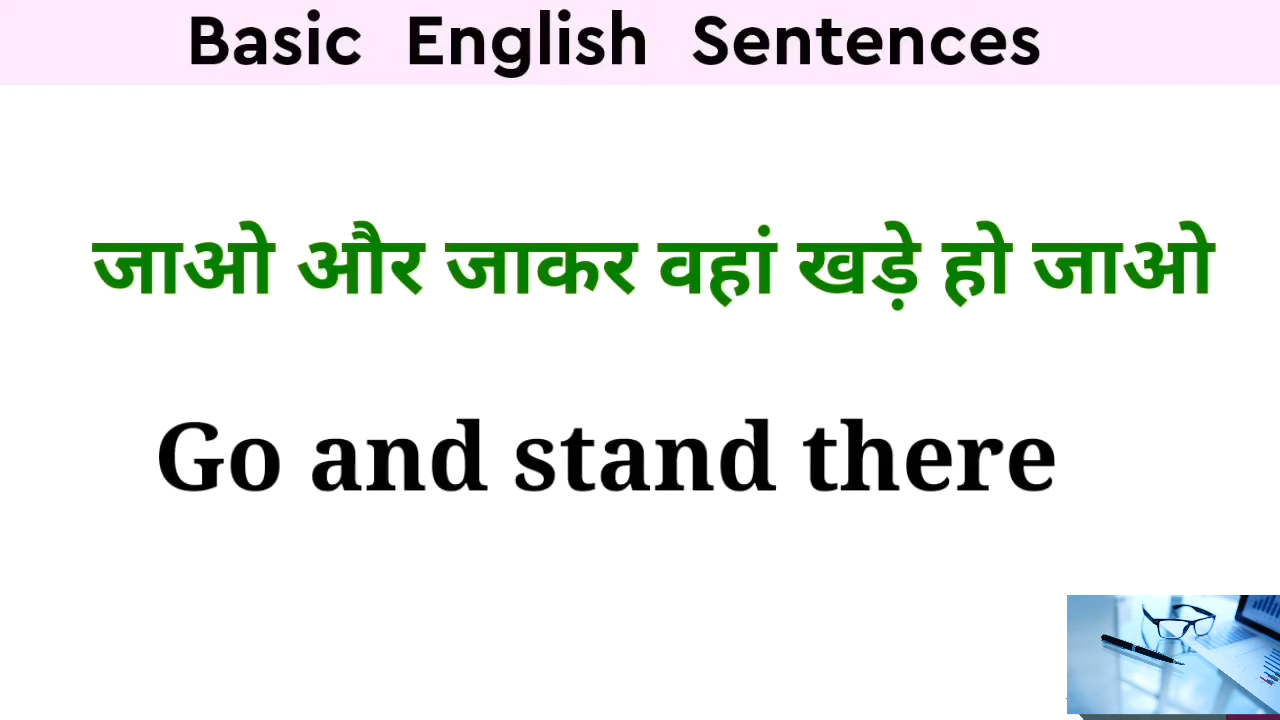 Basic English Sentences
जाओ और जाकर वहां खड़े हो जाओ
Go and stand there